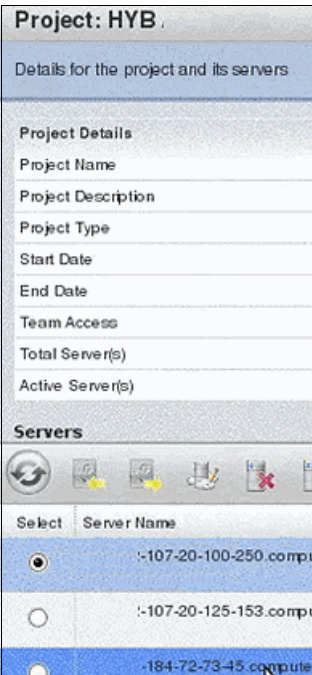 Project: HYB
Details for the project and its servers
Project Details
Project Name
Project Description
Project Type
Start Date
End Date
Team Access
Total Server(s)
Active Server(s)
Servers
Select Server Name
-107-20-100-250.compu
-107-20-125-153.compu
-184-72-73-45.compute